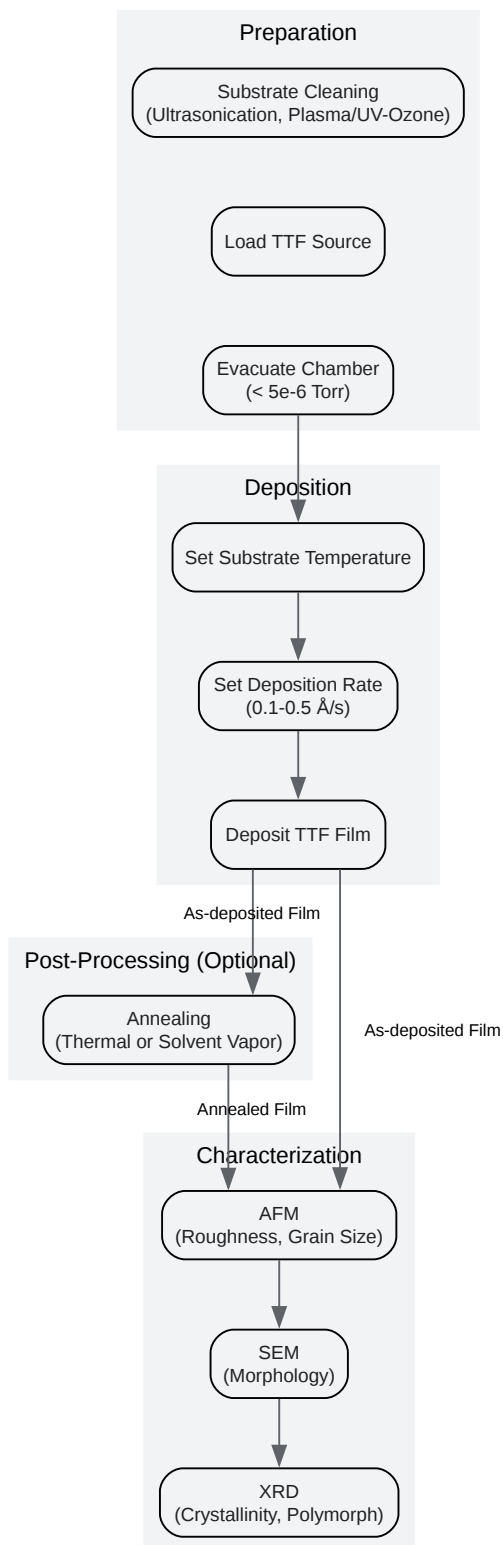 Preparation
Substrate Cleaning
(Ultrasonication, Plasma/UV-Ozone)
Load TTF Source
Evacuate Chamber
(< 5e-6 Torr)
Deposition
Set Substrate Temperature
Set Deposition Rate
(0.1-0.5 Å/s)
Deposit TTF Film
As-deposited Film
Post-Processing (Optional)
Annealing
(Thermal or Solvent Vapor)
As-deposited Film
Annealed Film
Characterization
AFM
(Roughness, Grain Size)
SEM
(Morphology)
XRD
(Crystallinity, Polymorph)